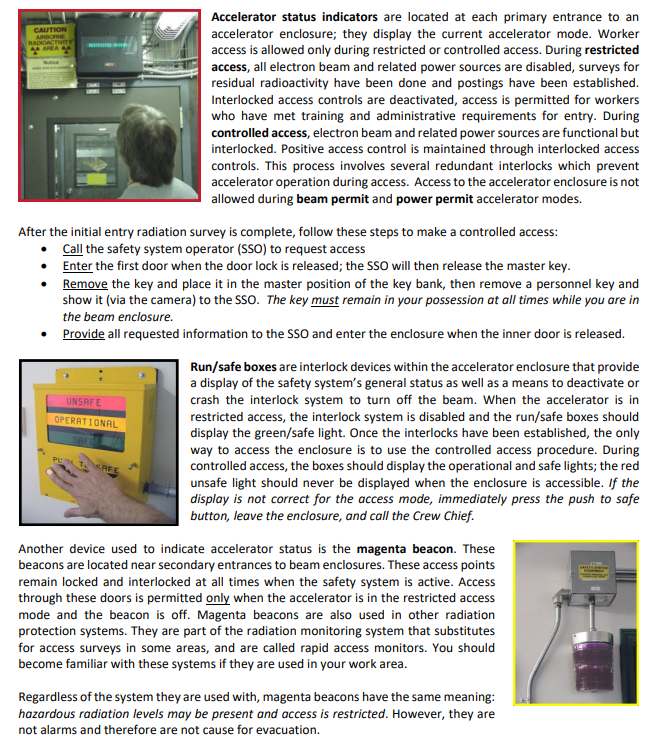 CAUTION
AIRBORNE
RADIOACTIVITY
AREA
Notice
Accelerator status indicators are located at each primary entrance to an
accelerator enclosure; they display the current accelerator mode. Worker
access is allowed only during restricted or controlled access. During restricted
access, all electron beam and related power sources are disabled, surveys for
residual radioactivity have been done and postings have been established.
Interlocked access controls are deactivated, access is permitted for workers
who have met training and administrative requirements for entry. During
controlled access, electron beam and related power sources are functional but
interlocked. Positive access control is maintained through interlocked access
controls. This process involves several redundant interlocks which prevent
accelerator operation during access. Access to the accelerator enclosure is not
allowed during beam permit and power permit accelerator modes.
After the initial entry radiation survey is complete, follow these steps to make a controlled access:
• Call the safety system operator (SSO) to request access
• Enter the first door when the door lock is released; the SSO will then release the master key.
• Remove the key and place it in the master position of the key bank, then remove a personnel key and
show it (via the camera) to the SSO. The key must remain in your possession at all times while you are in
the beam enclosure.
• Provide all requested information to the SSO and enter the enclosure when the inner door is released.
UNSAFE
OPERATIONAL
SAFE
Run/safe boxes are interlock devices within the accelerator enclosure that provide
a display of the safety system's general status as well as a means to deactivate or
crash the interlock system to turn off the beam. When the accelerator is in
restricted access, the interlock system is disabled and the run/safe boxes should
display the green/safe light. Once the interlocks have been established, the only
way to access the enclosure is to use the controlled access procedure. During
controlled access, the boxes should display the operational and safe lights; the red
unsafe light should never be displayed when the enclosure is accessible. If the
display is not correct for the access mode, immediately press the push to safe
button, leave the enclosure, and call the Crew Chief.
Another device used to indicate accelerator status is the magenta beacon. These
beacons are located near secondary entrances to beam enclosures. These access points
remain locked and interlocked at all times when the safety system is active. Access
through these doors is permitted only when the accelerator is in the restricted access
mode and the beacon is off. Magenta beacons are also used in other radiation
protection systems. They are part of the radiation monitoring system that substitutes
for access surveys in some areas, and are called rapid access monitors. You should
become familiar with these systems if they are used in your work area.
Regardless of the system they are used with, magenta beacons have the same meaning:
hazardous radiation levels may be present and access is restricted. However, they are
not alarms and therefore are not cause for evacuation.